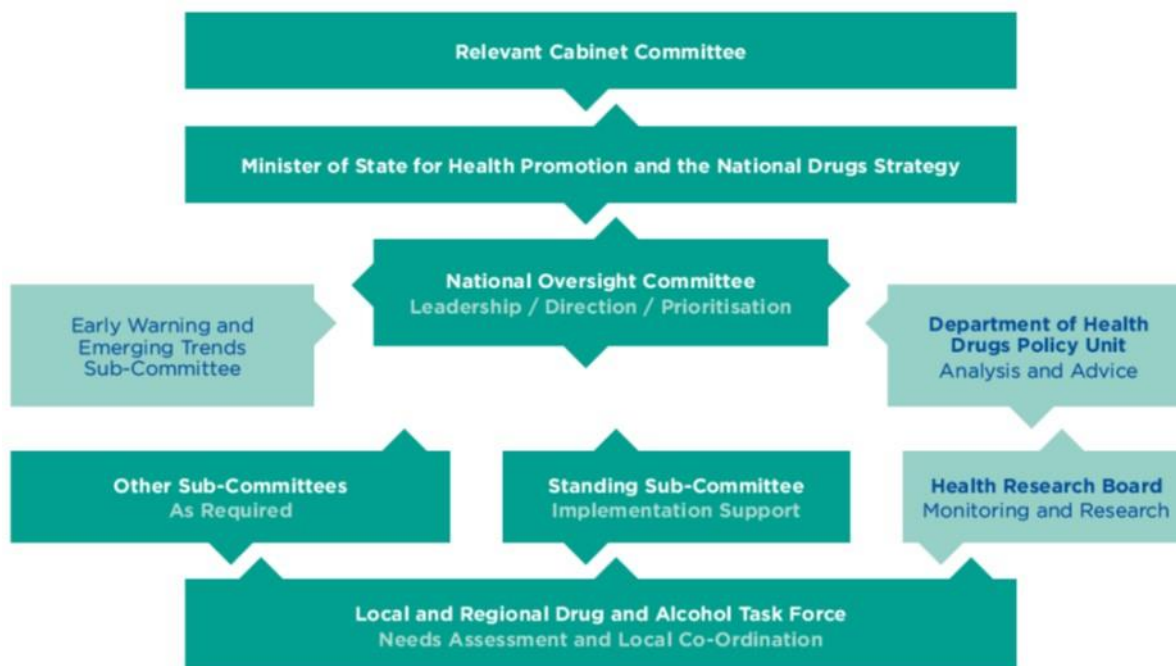 Relevant Cabinet Committee
Minister of State for Health Promotion and the National Drugs Strategy
National Oversight Committee
Leadership / Direction / Prioritisation
Early Warning and
Emerging Trends
Sub-Committee
Department of Health
Drugs Policy Unit
Analysis and Advice
Other Sub-Committees
As Required
Standing Sub-Committee
Implementation Support
Health Research Board
Monitoring and Research
Local and Regional Drug and Alcohol Task Force
Needs Assessment and Local Co-Ordination